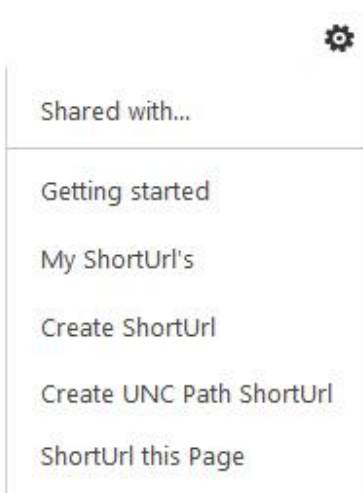 Shared with...
Getting started
My ShortUrl's
Create ShortUrl
Create UNC Path ShortUrl
ShortUrl this Page